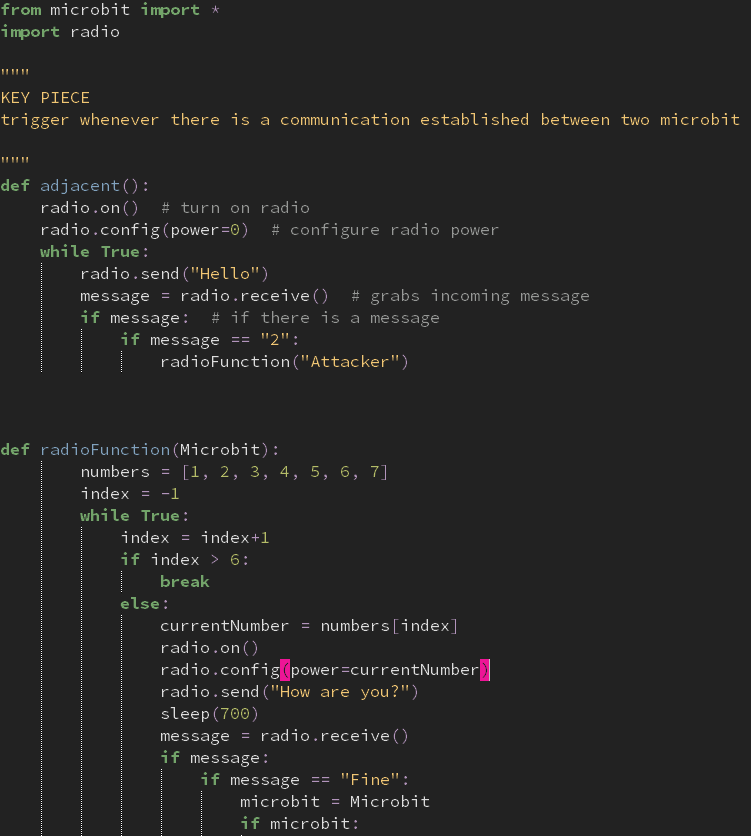 from microbit import *
import radio
"""
KEY PIECE
trigger whenever there is a communication established between two microbit
"""
def adjacent():
    radio.on()  # turn on radio
    radio.config(power=0)  # configure radio power
    while True:
        radio.send("Hello")
        message = radio.receive()  # grabs incoming message
        if message:  # if there is a message
            if message == "2":
                radioFunction("Attacker")
def radioFunction(Microbit):
        numbers = [1, 2, 3, 4, 5, 6, 7]
        index = -1
        while True:
            index = index+1
            if index > 6:
                break
            else:
                currentNumber = numbers[index]
                radio.on()
                radio.config(power=currentNumber)
                radio.send("How are you?")
                sleep(700)
                message = radio.receive()
                if message:
                    if message == "Fine":
                        microbit = Microbit
                        if microbit: